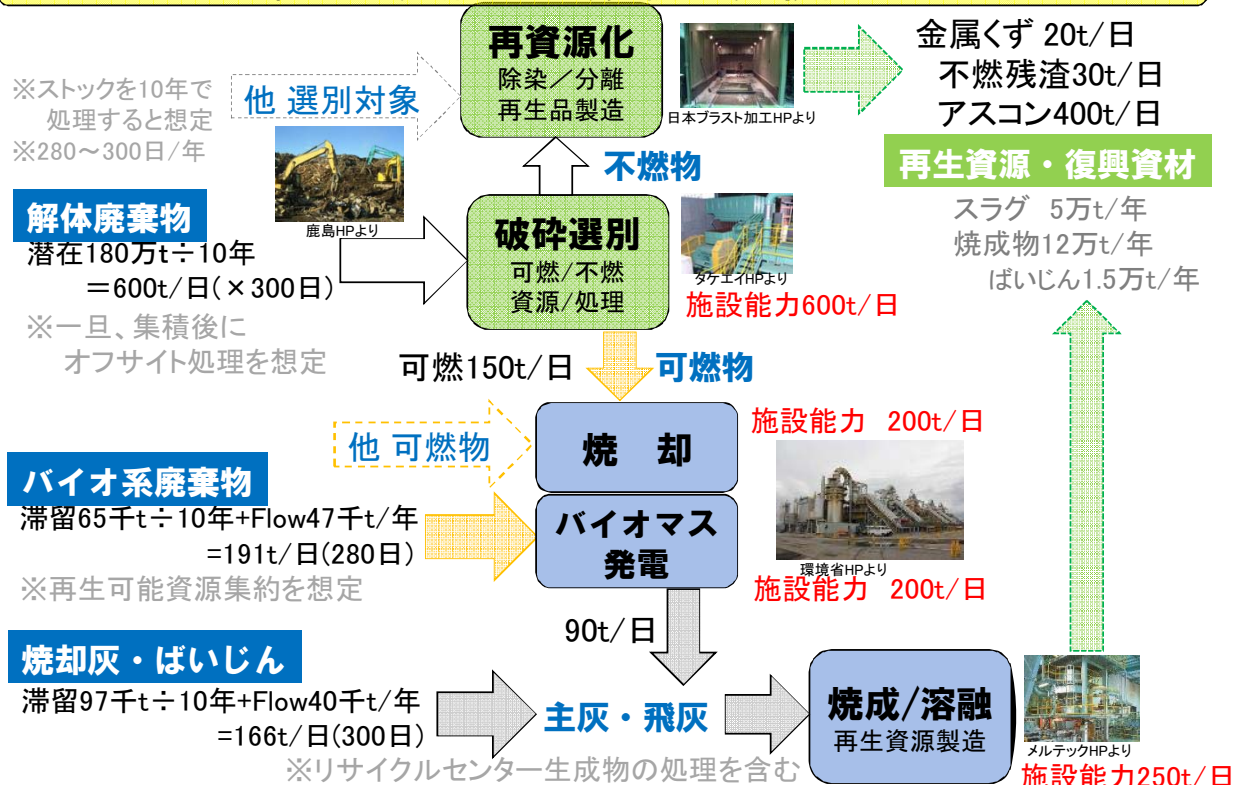 再資源化
除染／分離
再生品製造
日本ブラスト加工HPより
金属くず 20t/日
不燃残渣30t/日
アスコン400t/日
再生資源・復興資材
スラグ 5万t/年
焼成物12万t/年
ばいじん1.5万t/年
※ストックを10年で
処理すると想定
※280～300日/年
他 選別対象
鹿島HPより
不燃物
解体廃棄物
潜在180万t÷10年
＝600t/日(×300日)
※一旦、集積後に
オフサイト処理を想定
破砕選別
可燃/不燃
資源/処理
タケエイHPより
施設能力600t/日
可燃150t/日
可燃物
他 可燃物
焼 却
施設能力 200t/日
バイオ系廃棄物
滞留65千t÷10年+Flow47千t/年
=191t/日(280日)
※再生可能資源集約を想定
バイオマス
発電
環境省HPより
施設能力 200t/日
90t/日
焼却灰・ばいじん
滞留97千t÷10年+Flow40千t/年
=166t/日(300日)
主灰・飛灰
※リサイクルセンター生成物の処理を含む
焼成/溶融
再生資源製造
メルテックHPより
施設能力250t/日